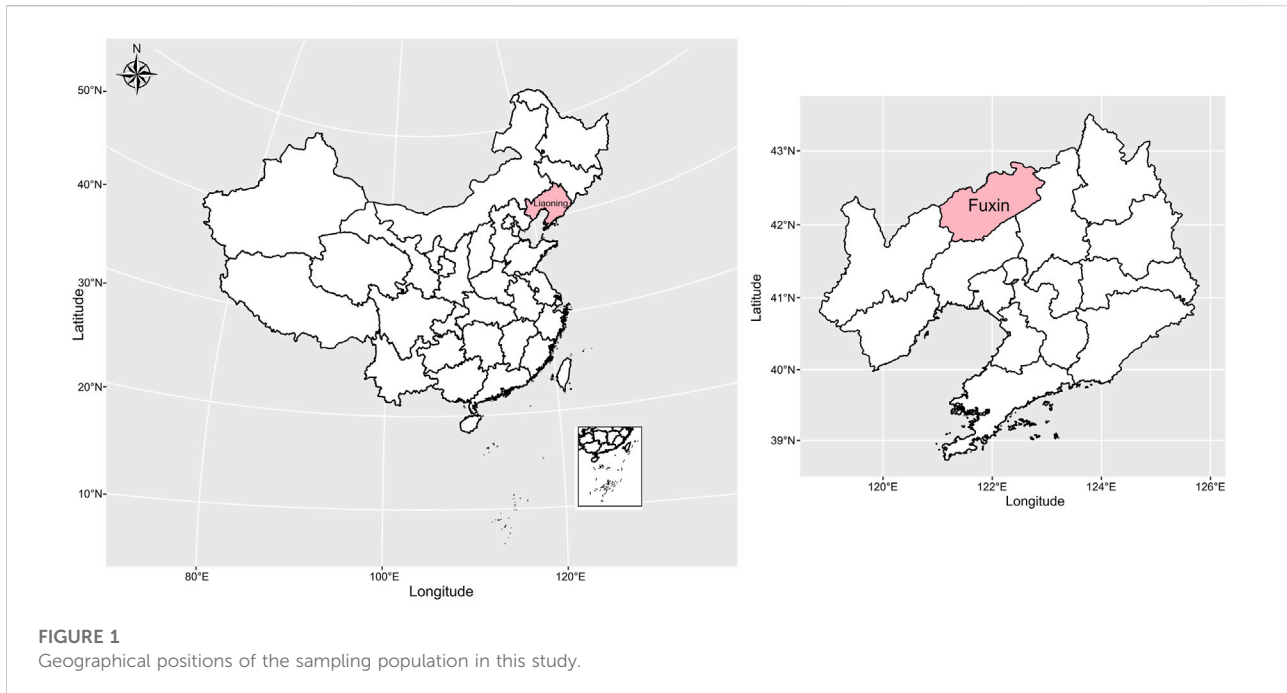 N
50°N
40°N
30°N
20°N
10°N
Latitude
Liaoning
80°E
100°E
120°E
Longitude
43°N
42°N
41°N
40°N
39°N
Latitude
Fuxin
120°E
122°E
124°E
126°E
Longitude
FIGURE 1
Geographical positions of the sampling population in this study.